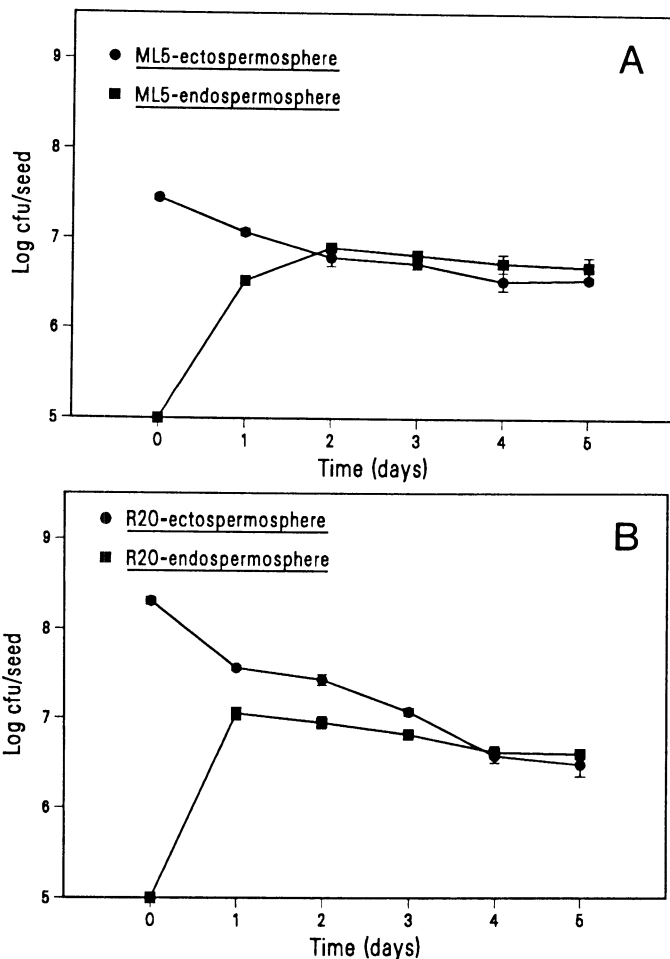 A
ML5-ectospermosphere
ML5-endospermosphere
9
8
7
6
5
Log cfu/seed
0 1 2 3 4 5
Time (days)
B
R20-ectospermosphere
R20-endospermosphere
9
8
7
6
5
Log cfu/seed
0 1 2 3 4 5
Time (days)